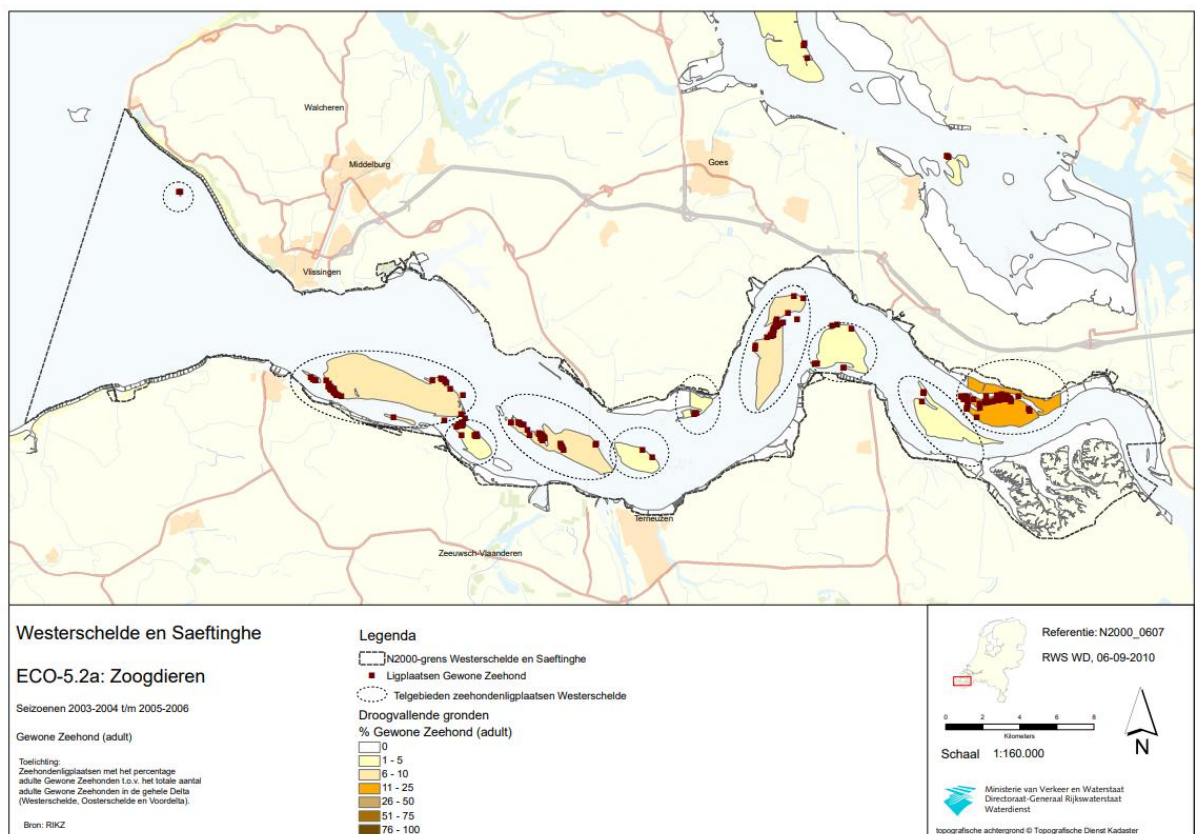 Walcheren
Middelburg
Goes
Vlissingen
Terneuzen
Zeeuwsch-Vlaanderen
Westerschelde en Saeftinghe
ECO-5.2a: Zoogdieren
Seizoenen 2003-2004 t/m 2005-2006
Gewone Zeehond (adult)
Toelichting:
Zeehondenligplaatsen met het percentage
adulte Gewone Zeehonden t.o.v. het totale aantal
adulte Gewone Zeehonden in de gehele Delta
(Westerschelde, Oosterschelde en Voordelta).
Bron: RIKZ
Legenda
N2000-grens Westerschelde en Saeftinghe
Ligplaatsen Gewone Zeehond
Telgebieden zeehondenligplaatsen Westerschelde
Droogvallende gronden
% Gewone Zeehond (adult)
0
1 - 5
6 - 10
11 - 25
26 - 50
51 - 75
76 - 100
Referentie: N2000_0607
RWS WD, 06-09-2010
0 2 4 6 8
Kilometers
Schaal 1:160.000
N
Ministerie van Verkeer en Waterstaat
Directoraat-Generaal Rijkswaterstaat
Waterdienst
topografische achtergrond © Topografische Dienst Kadaster